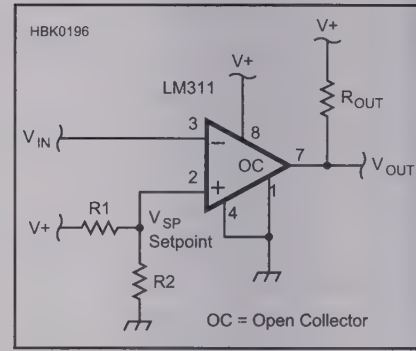 HBK0196
V+
V+
LM311
ROUT
8
3
VIN
−
OC
7
VOUT
2
+
1
4
R1
V+
VSP
Setpoint
R2
OC = Open Collector